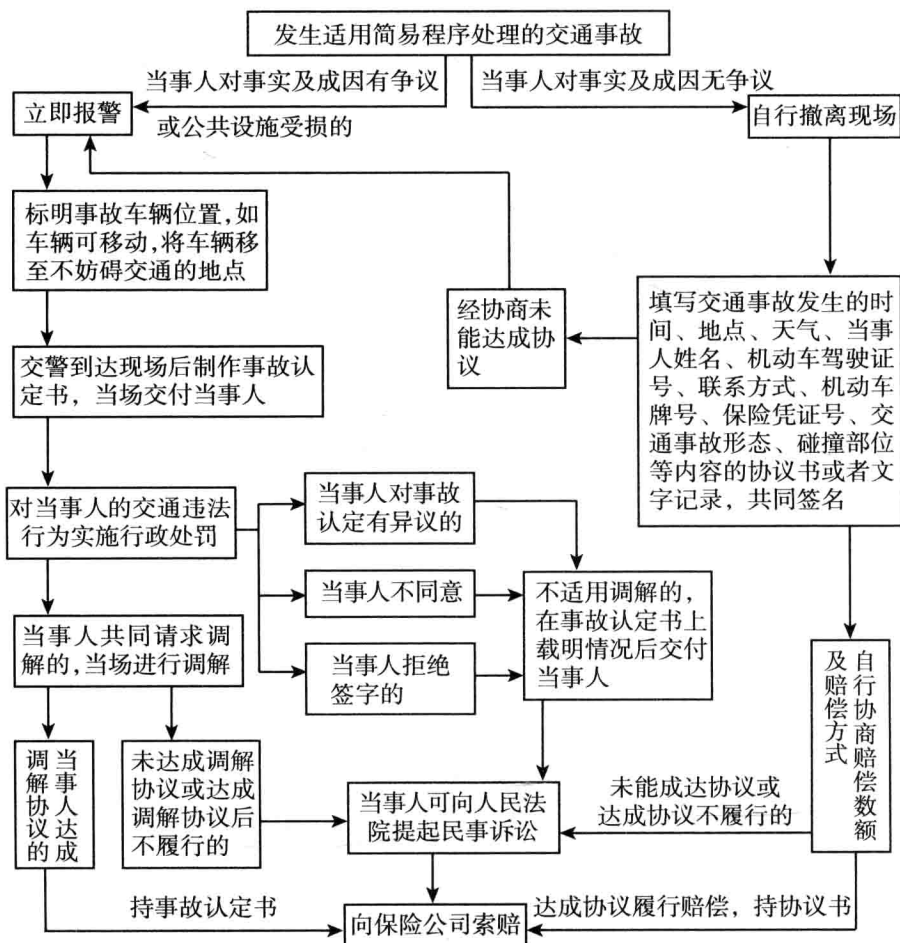 发生适用简易程序处理的交通事故
当事人对事实及成因有争议
当事人对事实及成因无争议
立即报警
或公共设施受损的
自行撤离现场
标明事故车辆位置,如
车辆可移动,将车辆移
至不妨碍交通的地点
经协商未
能达成协
议
填写交通事故发生的时
间、地点、天气、当事
人姓名、机动车驾驶证
号、联系方式、机动车
牌号、保险凭证号、交
通事故形态、碰撞部位
等内容的协议书或者文
字记录，共同签名
交警到达现场后制作事故认
定书，当场交付当事人
对当事人的交通违法
行为实施行政处罚
当事人对事故
认定有异议的
当事人不同意
当事人拒绝
签字的
不适用调解的,
在事故认定书上
载明情况后交付
当事人
当事人共同请求调
解的,当场进行调解
自行协商赔偿数额
及赔偿方式
当事人达成
调解协议的
未达成调解
协议或达成
调解协议后
不履行的
当事人可向人民法
院提起民事诉讼
未能成达协议或
达成协议不履行的
持事故认定书
向保险公司索赔
达成协议履行赔偿，持协议书